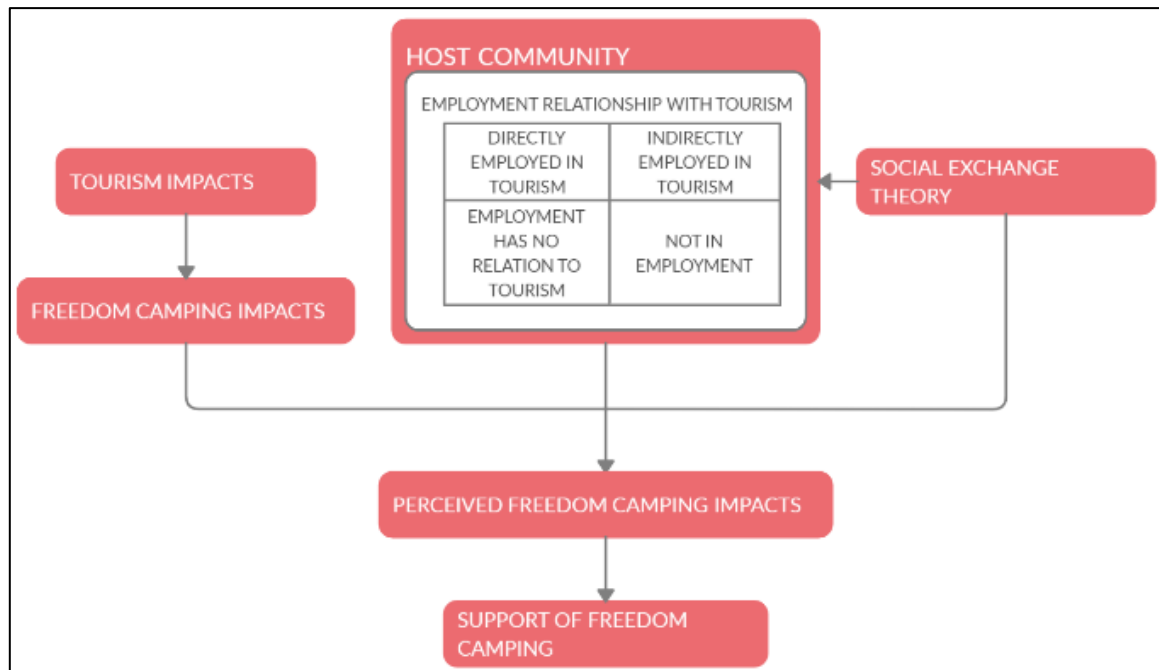 HOST COMMUNITY
EMPLOYMENT RELATIONSHIP WITH TOURISM
DIRECTLY
EMPLOYED IN
TOURISM
INDIRECTLY
EMPLOYED IN
TOURISM
EMPLOYMENT
HAS NO
RELATION TO
TOURISM
NOT IN
EMPLOYMENT
TOURISM IMPACTS
SOCIAL EXCHANGE
THEORY
FREEDOM CAMPING IMPACTS
PERCEIVED FREEDOM CAMPING IMPACTS
SUPPORT OF FREEDOM
CAMPING